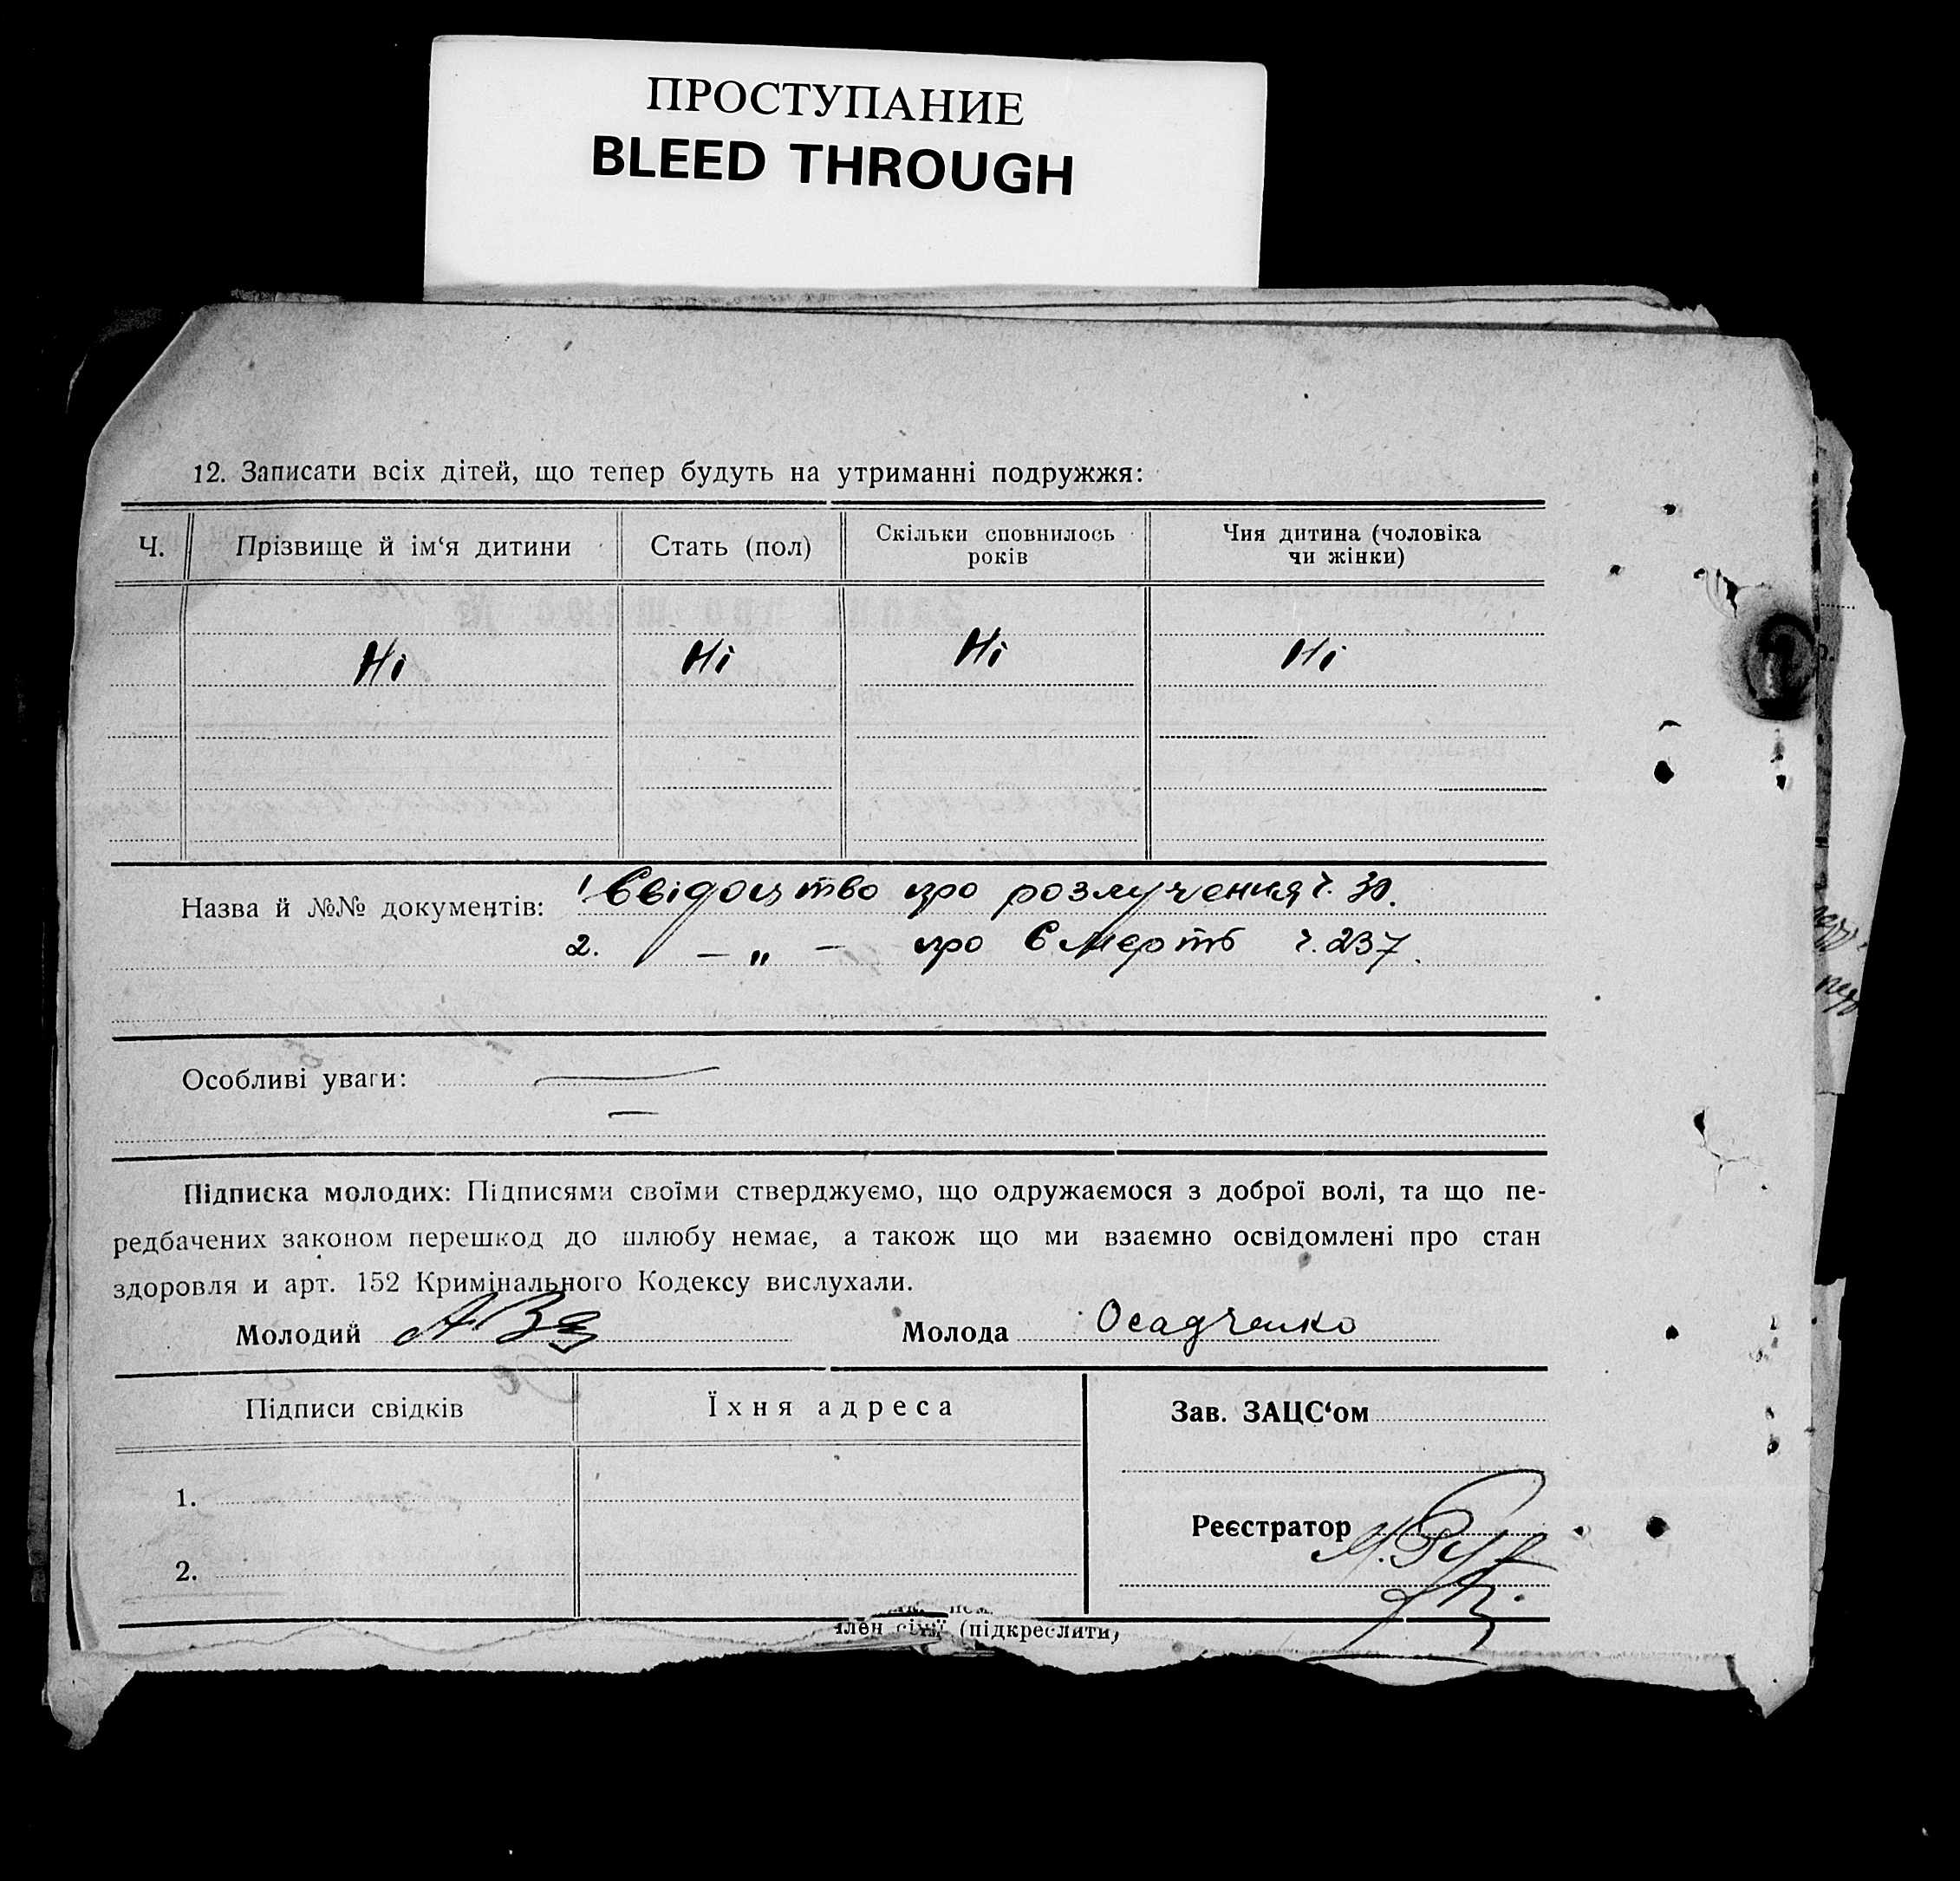 ПРОСТУПАНИЕ
BLEED THROUGH
12. Записати всіх дітей, що тепер будуть на утриманні подружжя:
Ч. Прізвище й ім‘я дитини Стать (пол) Скільки сповнилось років Чия дитина (чоловіка чи жінки)
Ні Ні Ні Ні
Назва й №№ документів: 1 Свідоцтво про розлучення ч. 30.
2. — „ — про Смерть ч. 237.
Особливі уваги: —
—
Підписка молодих: Підписями своїми стверджуємо, що одружаємося з доброї волі, та що пе-
редбачених законом перешкод до шлюбу немає, а також що ми взаємно освідомлені про стан
здоровля и арт. 152 Кримінального Кодексу вислухали.
Молодий Молода Осадченко
Підписи свідків Їхня адреса Зав. ЗАЦС‘ом
1.
Реєстратор
2.
(підкреслити)